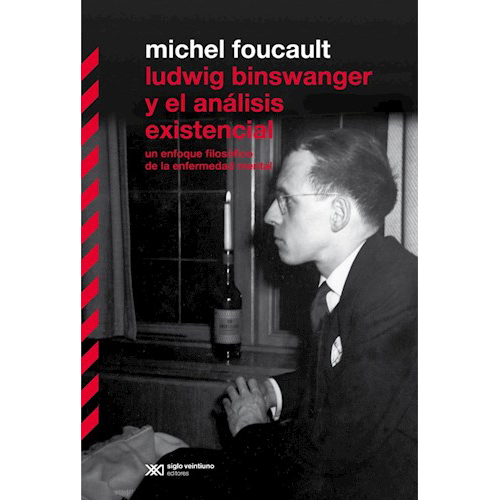 michel foucault
ludwig binswanger
y el análisis
existencial
un enfoque filosófico
de la enfermedad mental
siglo veintiuno
editores